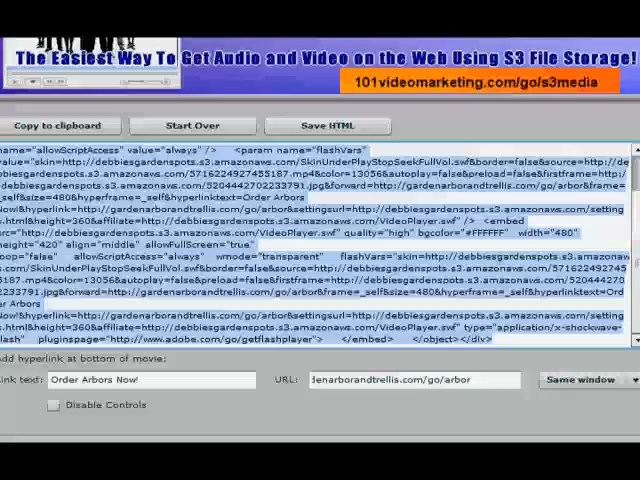 The Easiest Way To Get Audio and Video on the Web Using S3 File Storage!
101videomarketing.com/go/s3media
Copy to clipboard Start Over Save HTML
name="allowScriptAccess" value="always" /> <param name="flashVars"
value="skin=http://debbiesgardenspots.s3.amazonaws.com/SkinUnderPlayStopSeekFullVol.swf&border=false&source=http://de
debbiesgardenspots.s3.amazonaws.com/5716224927455187.mp4&color=13056&autoplay=false&preload=false&firstframe=http://
debbiesgardenspots.s3.amazonaws.com/5204442702233791.jpg&forward=http://gardenarborandtrellis.com/go/arbor&frame=
_self&size=480&hyperframe=_self&hyperlinktext=Order Arbors
Now!&hyperlink=http://gardenarborandtrellis.com/go/arbor&settingsurl=http://debbiesgardenspots.s3.amazonaws.com/setting
s.html&height=360&affiliate=http://debbiesgardenspots.s3.amazonaws.com/VideoPlayer.swf" /> <embed
src="http://debbiesgardenspots.s3.amazonaws.com/VideoPlayer.swf" quality="high" bgcolor="#FFFFFF" width="480"
height="420" align="middle" allowFullScreen="true"
loop="false" allowScriptAccess="always" wmode="transparent" flashVars="skin=http://debbiesgardenspots.s3.amazonaws
.com/SkinUnderPlayStopSeekFullVol.swf&border=false&source=http://debbiesgardenspots.s3.amazonaws.com/57162249274551
87.mp4&color=13056&autoplay=false&preload=false&firstframe=http://debbiesgardenspots.s3.amazonaws.com/5204442702
233791.jpg&forward=http://gardenarborandtrellis.com/go/arbor&frame=_self&size=480&hyperframe=_self&hyperlinktext=Ord
er Arbors
Now!&hyperlink=http://gardenarborandtrellis.com/go/arbor&settingsurl=http://debbiesgardenspots.s3.amazonaws.com/setting
s.html&height=360&affiliate=http://debbiesgardenspots.s3.amazonaws.com/VideoPlayer.swf" type="application/x-shockwave-
flash" pluginspage="http://www.adobe.com/go/getflashplayer"> </embed> </object></div>
Add hyperlink at bottom of movie:
Link text: Order Arbors Now! URL: denarborandtrellis.com/go/arbor Same window
Disable Controls